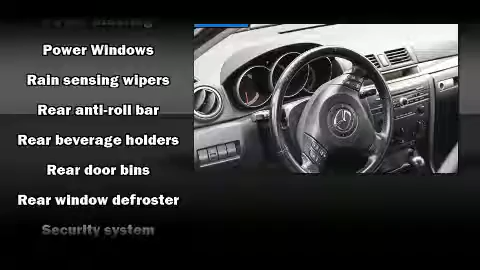 Power Windows
Rain sensing wipers
Rear anti-roll bar
Rear beverage holders
Rear door bins
Rear window defroster
Security system